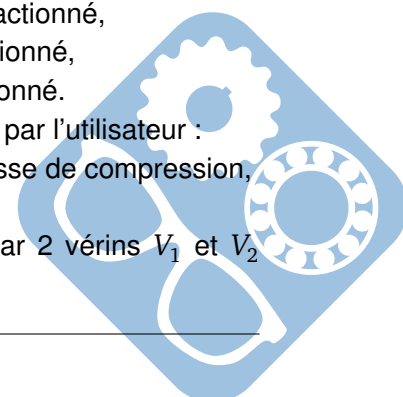 actionné,
ionné,
onné.
par l'utilisateur :
sse de compression,
ar 2 vérins V₁ et V₂